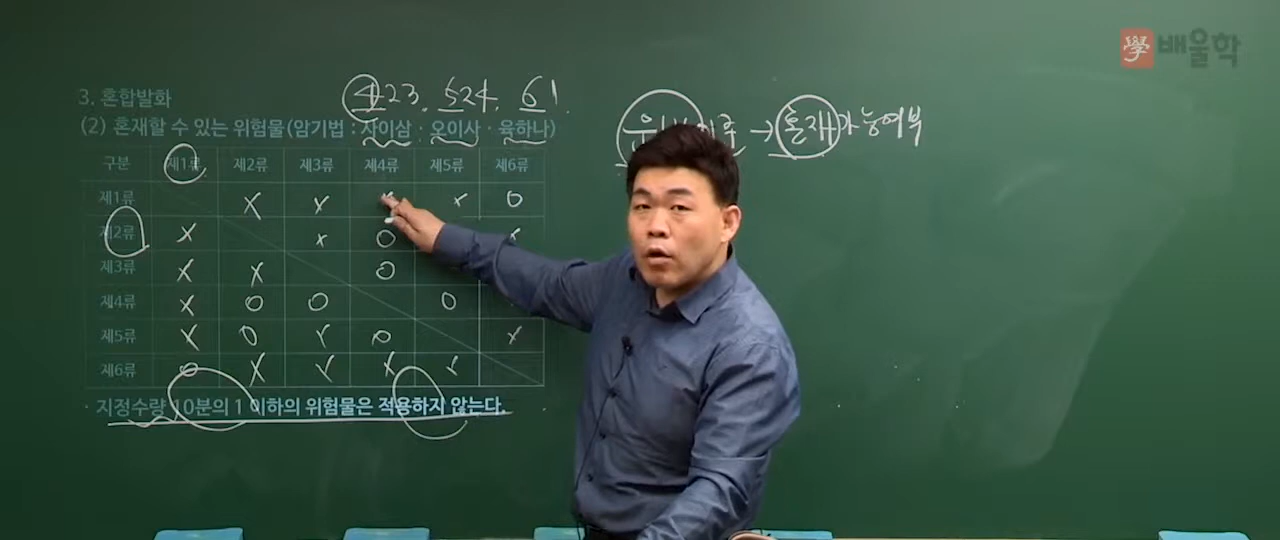 學 배울학
3. 혼합발화
423. 524. 61.
(2) 혼재할 수 있는 위험물(암기법 : 사이삼 · 오이사 · 육하나)
→ 혼재가능여부
구분 제1류 제2류 제3류 제4류 제5류 제6류
제1류 X X X O
제2류 X X O
제3류 X X O
제4류 X O O O
제5류 X O X O X
제6류 O X X X X
· 지정수량 10분의 1 이하의 위험물은 적용하지 않는다.